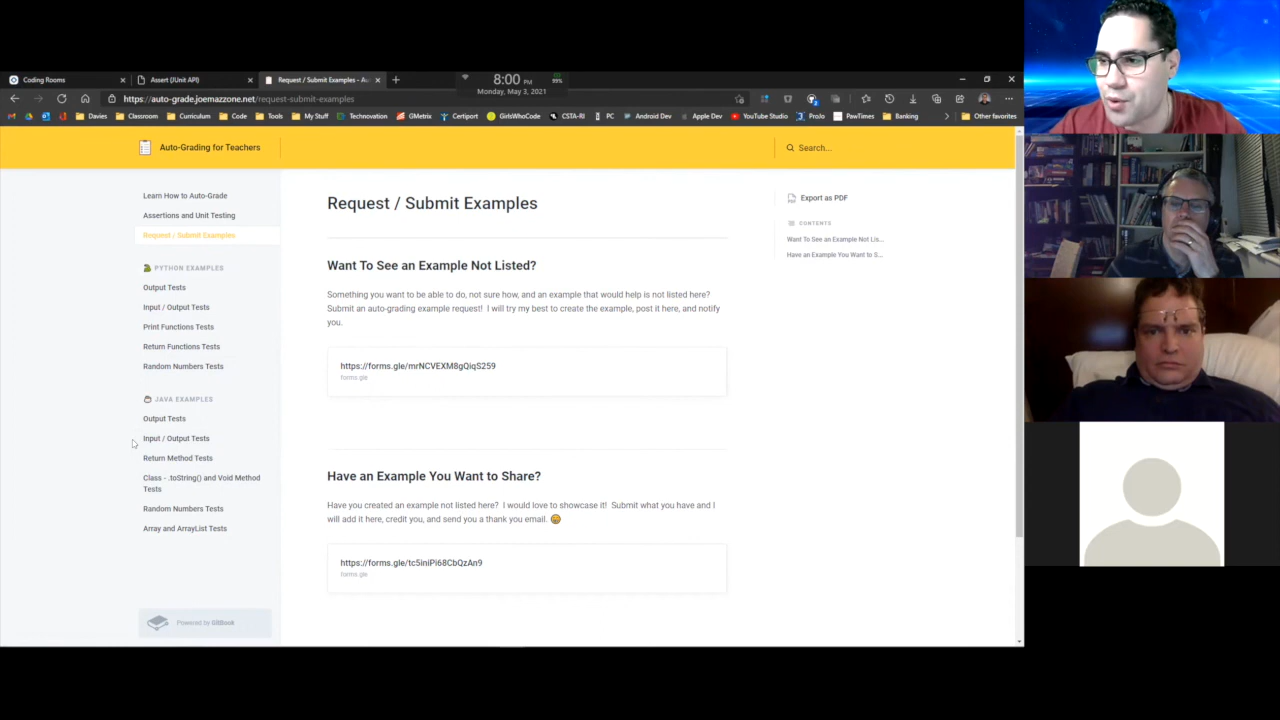 Coding Rooms
Assert (JUnit API)
Request / Submit Examples - Au
8:00 PM
99%
Monday, May 3, 2021
https://auto-grade.joemazzone.net/request-submit-examples
Davies Classroom Curriculum Code Tools My Stuff Technovation GMetrix Certiport GirlsWhoCode CSTA-RI PC Android Dev Apple Dev YouTube Studio ProJo PawTimes Banking Other favorites
Auto-Grading for Teachers
Search...
Learn How to Auto-Grade
Assertions and Unit Testing
Request / Submit Examples
PYTHON EXAMPLES
Output Tests
Input / Output Tests
Print Functions Tests
Return Functions Tests
Random Numbers Tests
JAVA EXAMPLES
Output Tests
Input / Output Tests
Return Method Tests
Class - .toString() and Void Method
Tests
Random Numbers Tests
Array and ArrayList Tests
Powered by GitBook
Request / Submit Examples
Want To See an Example Not Listed?
Something you want to be able to do, not sure how, and an example that would help is not listed here?
Submit an auto-grading example request! I will try my best to create the example, post it here, and notify
you.
https://forms.gle/mrNCVEXM8gQiqS259
forms.gle
Have an Example You Want to Share?
Have you created an example not listed here? I would love to showcase it! Submit what you have and I
will add it here, credit you, and send you a thank you email.
https://forms.gle/tc5iniPi68CbQzAn9
forms.gle
Export as PDF
CONTENTS
Want To See an Example Not Lis...
Have an Example You Want to S...